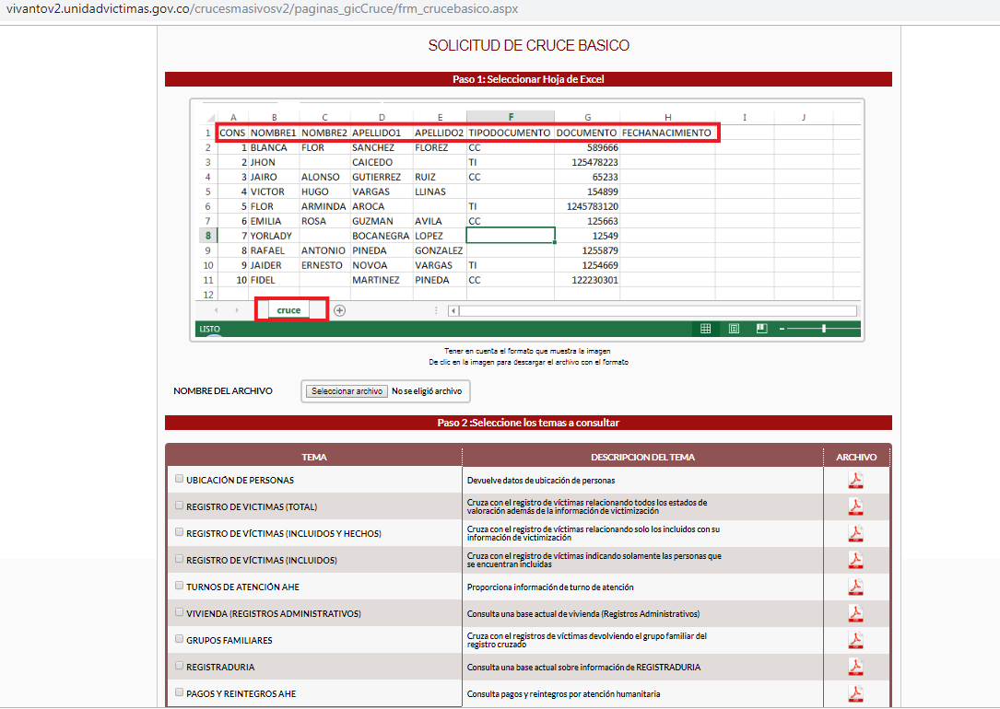 vivantov2.unidadvictimas.gov.co/crucesmasivosv2/paginas_gicCruce/frm_crucebasico.aspx
SOLICITUD DE CRUCE BASICO
Paso 1: Seleccionar Hoja de Excel
A B C D E F G H I J
1 CONS NOMBRE1 NOMBRE2 APELLIDO1 APELLIDO2 TIPODOCUMENTO DOCUMENTO FECHANACIMIENTO
2 1 BLANCA FLOR SANCHEZ FLOREZ CC 589666
3 2 JHON CAICEDO TI 125478223
4 3 JAIRO ALONSO GUTIERREZ RUIZ CC 65233
5 4 VICTOR HUGO VARGAS LLINAS 154899
6 5 FLOR ARMINDA AROCA TI 1245783120
7 6 EMILIA ROSA GUZMAN AVILA CC 125663
8 7 YORLADY BOCANEGRA LOPEZ 12549
9 8 RAFAEL ANTONIO PINEDA GONZALEZ 1255879
10 9 JAIDER ERNESTO NOVOA VARGAS TI 1254669
11 10 FIDEL MARTINEZ PINEDA CC 122230301
12
cruce
LISTO
Tener en cuenta el formato que muestra la imagen
De clic en la imagen para descargar el archivo con el formato
NOMBRE DEL ARCHIVO Seleccionar archivo No se eligió archivo
Paso 2 :Seleccione los temas a consultar
TEMA DESCRIPCION DEL TEMA ARCHIVO
UBICACIÓN DE PERSONAS Devuelve datos de ubicación de personas
REGISTRO DE VICTIMAS (TOTAL) Cruza con el registro de víctimas relacionando todos los estados de
valoración además de la información de victimización
REGISTRO DE VÍCTIMAS (INCLUIDOS Y HECHOS) Cruza con el registro de víctimas relacionando solo los incluidos con su
información de victimización
REGISTRO DE VÍCTIMAS (INCLUIDOS) Cruza con el registro de víctimas indicando solamente las personas que
se encuentran incluidas
TURNOS DE ATENCIÓN AHE Proporciona información de turno de atención
VIVIENDA (REGISTROS ADMINISTRATIVOS) Consulta una base actual de vivienda (Registros Administrativos)
GRUPOS FAMILIARES Cruza con el registros de víctimas devolviendo el grupo familiar del
registro cruzado
REGISTRADURIA Consulta una base actual sobre información de REGISTRADURIA
PAGOS Y REINTEGROS AHE Consulta pagos y reintegros por atención humanitaria